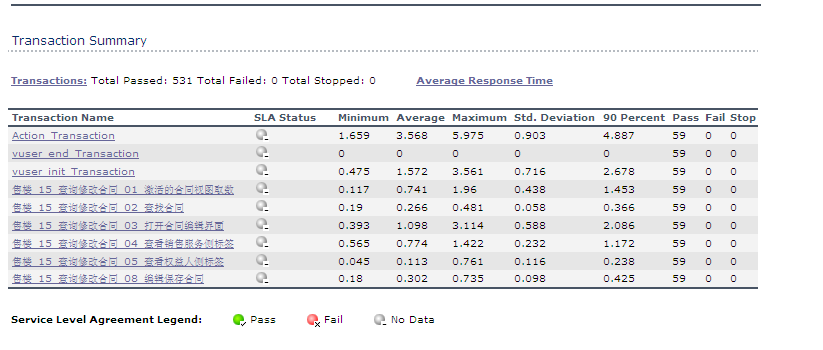 Transaction Summary
Transactions: Total Passed: 531 Total Failed: 0 Total Stopped: 0 Average Response Time
Transaction Name SLA Status Minimum Average Maximum Std. Deviation 90 Percent Pass Fail Stop
Action_Transaction 1.659 3.568 5.975 0.903 4.887 59 0 0
vuser_end_Transaction 0 0 0 0 0 59 0 0
vuser_init_Transaction 0.475 1.572 3.561 0.716 2.678 59 0 0
售楼_15_查询修改合同_01_激活的合同视图取数 0.117 0.741 1.96 0.438 1.453 59 0 0
售楼_15_查询修改合同_02_查找合同 0.19 0.266 0.481 0.058 0.366 59 0 0
售楼_15_查询修改合同_03_打开合同编辑界面 0.393 1.098 3.114 0.588 2.086 59 0 0
售楼_15_查询修改合同_04_查看销售服务侧标签 0.565 0.774 1.422 0.232 1.172 59 0 0
售楼_15_查询修改合同_05_查看权益人侧标签 0.045 0.113 0.761 0.116 0.238 59 0 0
售楼_15_查询修改合同_08_编辑保存合同 0.18 0.302 0.735 0.098 0.425 59 0 0
Service Level Agreement Legend: Pass Fail No Data